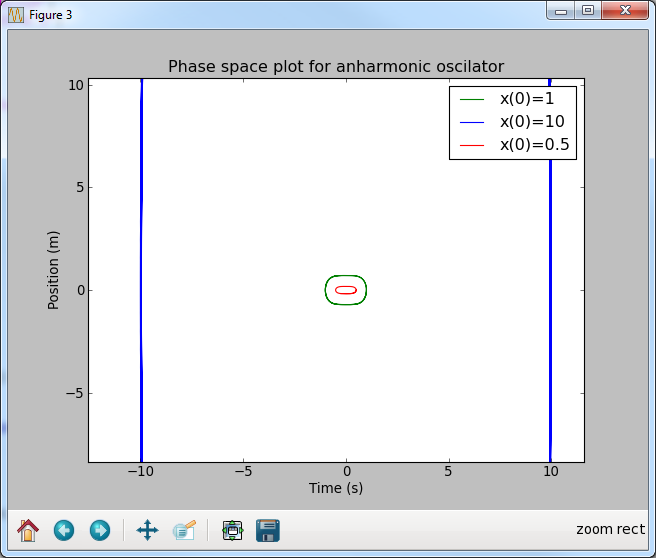 Figure 3
Phase space plot for anharmonic oscilator
x(0)=1
x(0)=10
x(0)=0.5
10
5
0
−5
Position (m)
−10
−5
0
5
10
Time (s)
zoom rect